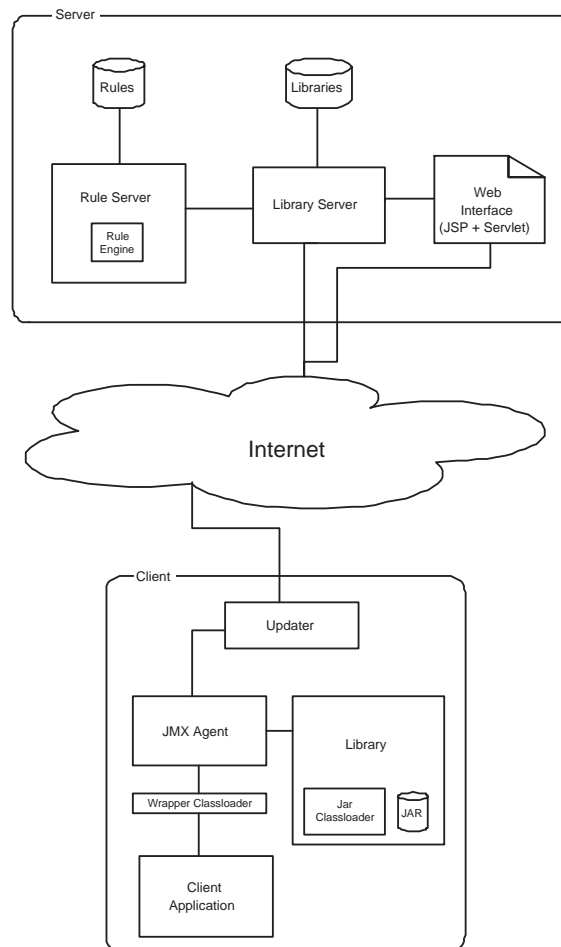 Server
Rules
Libraries
Rule Server
Rule
Engine
Library Server
Web
Interface
(JSP + Servlet)
Internet
Client
Updater
JMX Agent
Library
Wrapper Classloader
Jar
Classloader
JAR
Client
Application